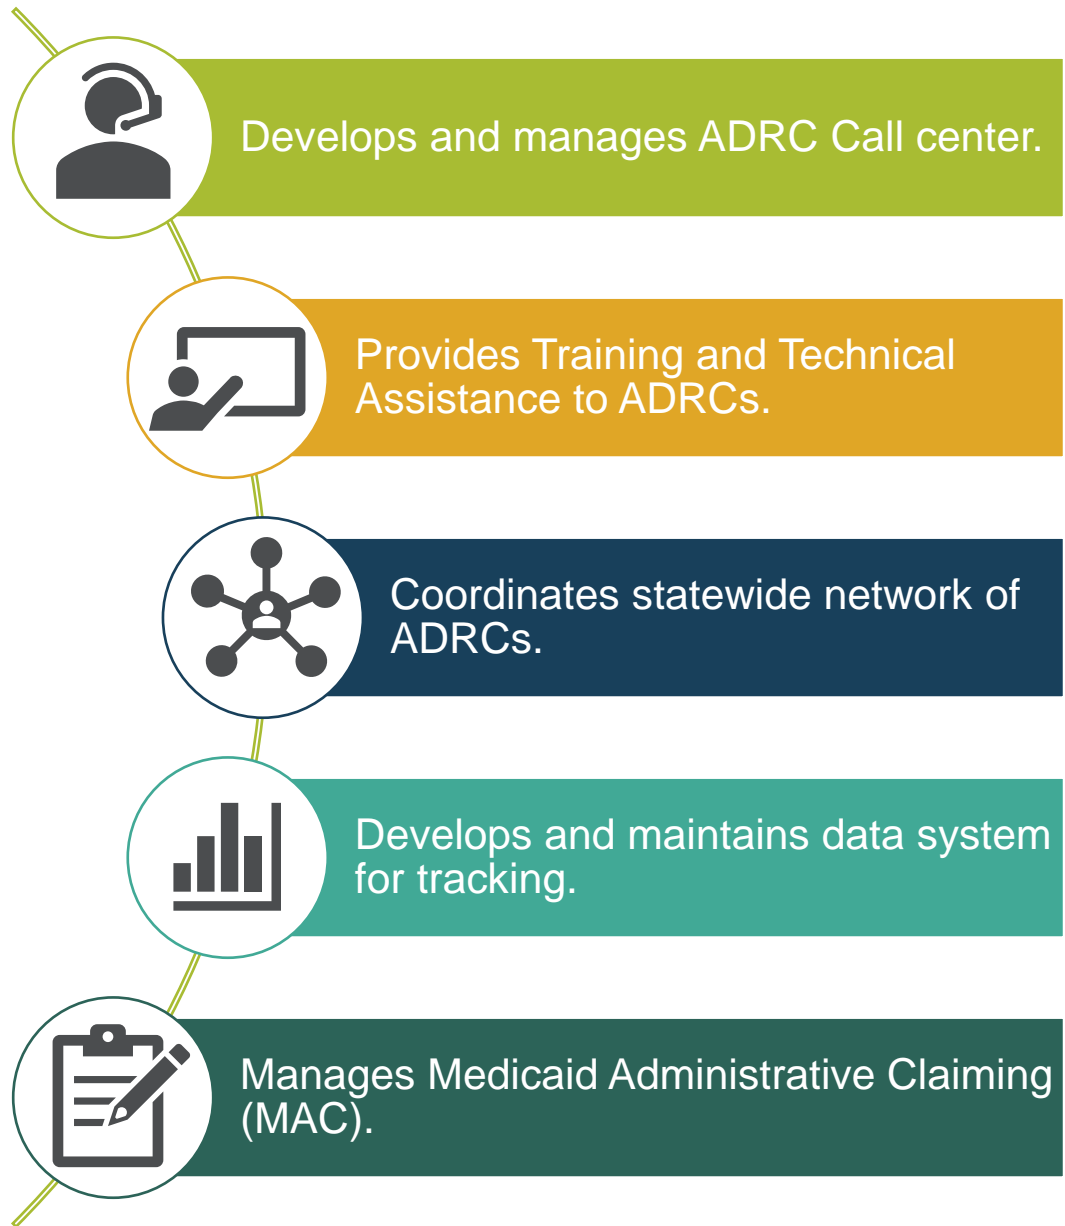 Develops and manages ADRC Call center.
Provides Training and Technical
Assistance to ADRCs.
Coordinates statewide network of
ADRCs.
Develops and maintains data system
for tracking.
Manages Medicaid Administrative Claiming
(MAC).